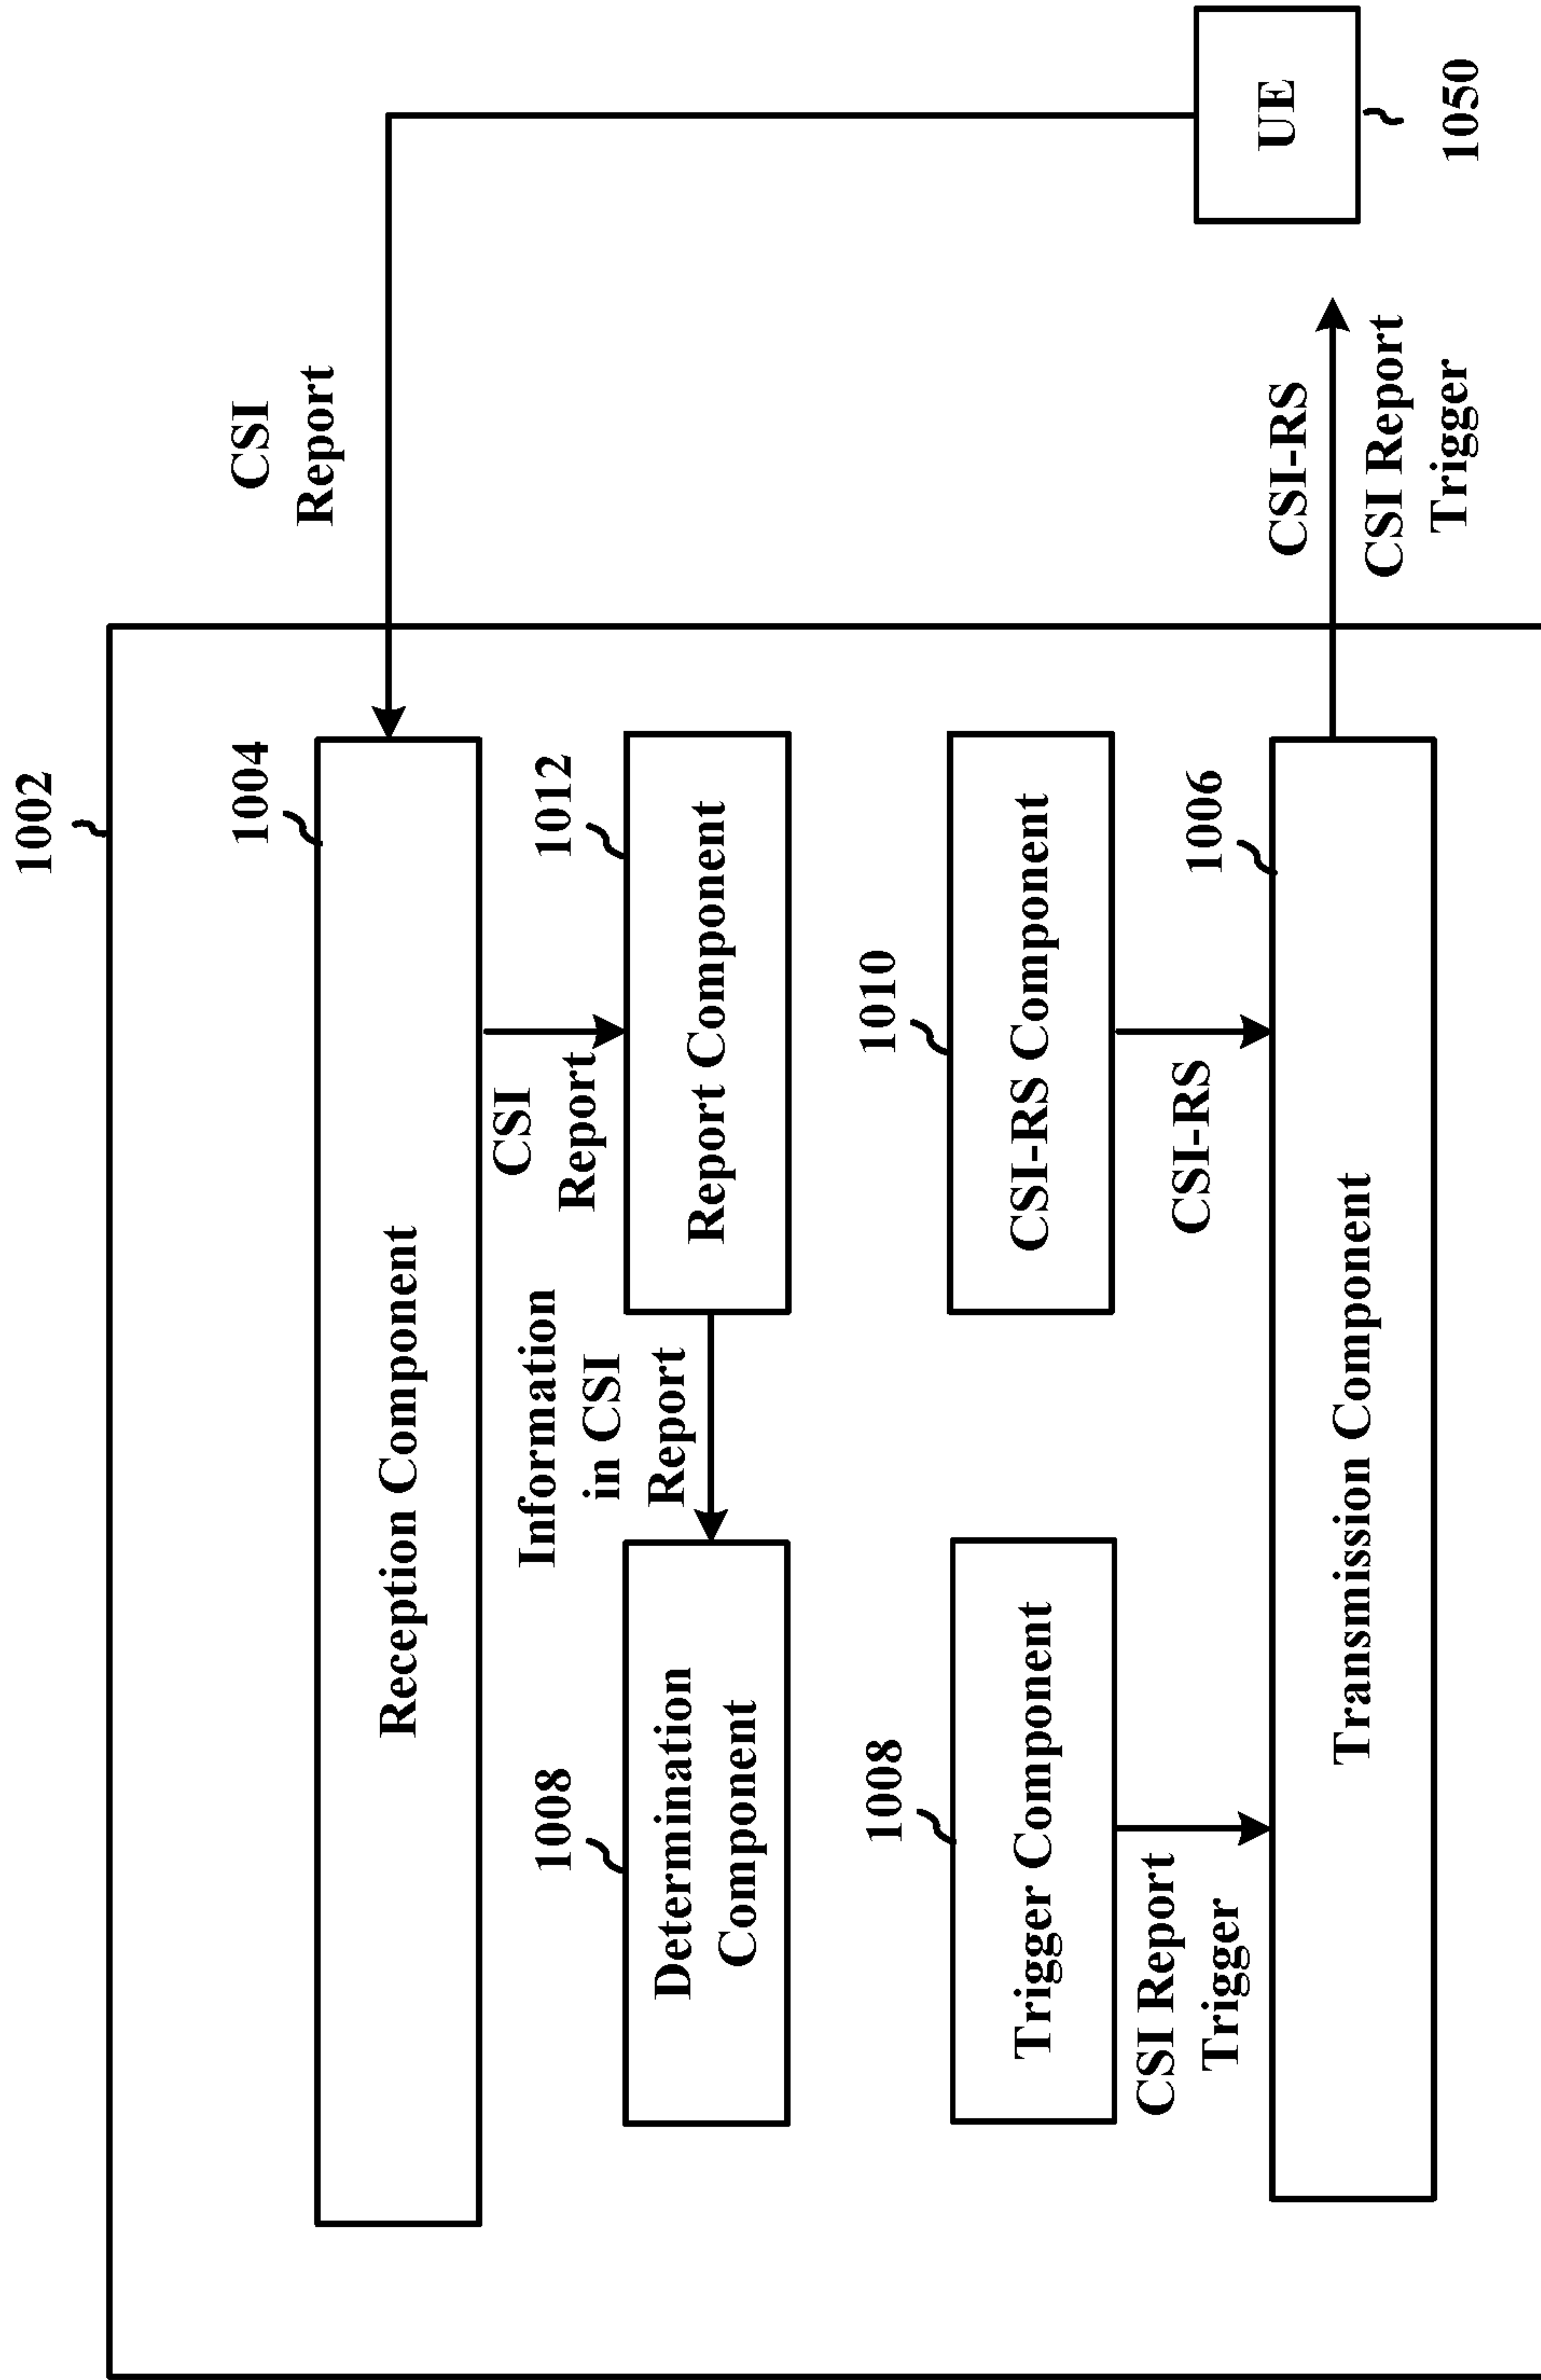 1002
1004
Reception Component
CSI
Report
CSI
Report
1012
Report Component
Information
in CSI
Report
1008
Determination
Component
1008
Trigger Component
CSI Report
Trigger
1010
CSI-RS Component
CSI-RS
1006
Transmission Component
CSI-RS
CSI Report
Trigger
UE
1050